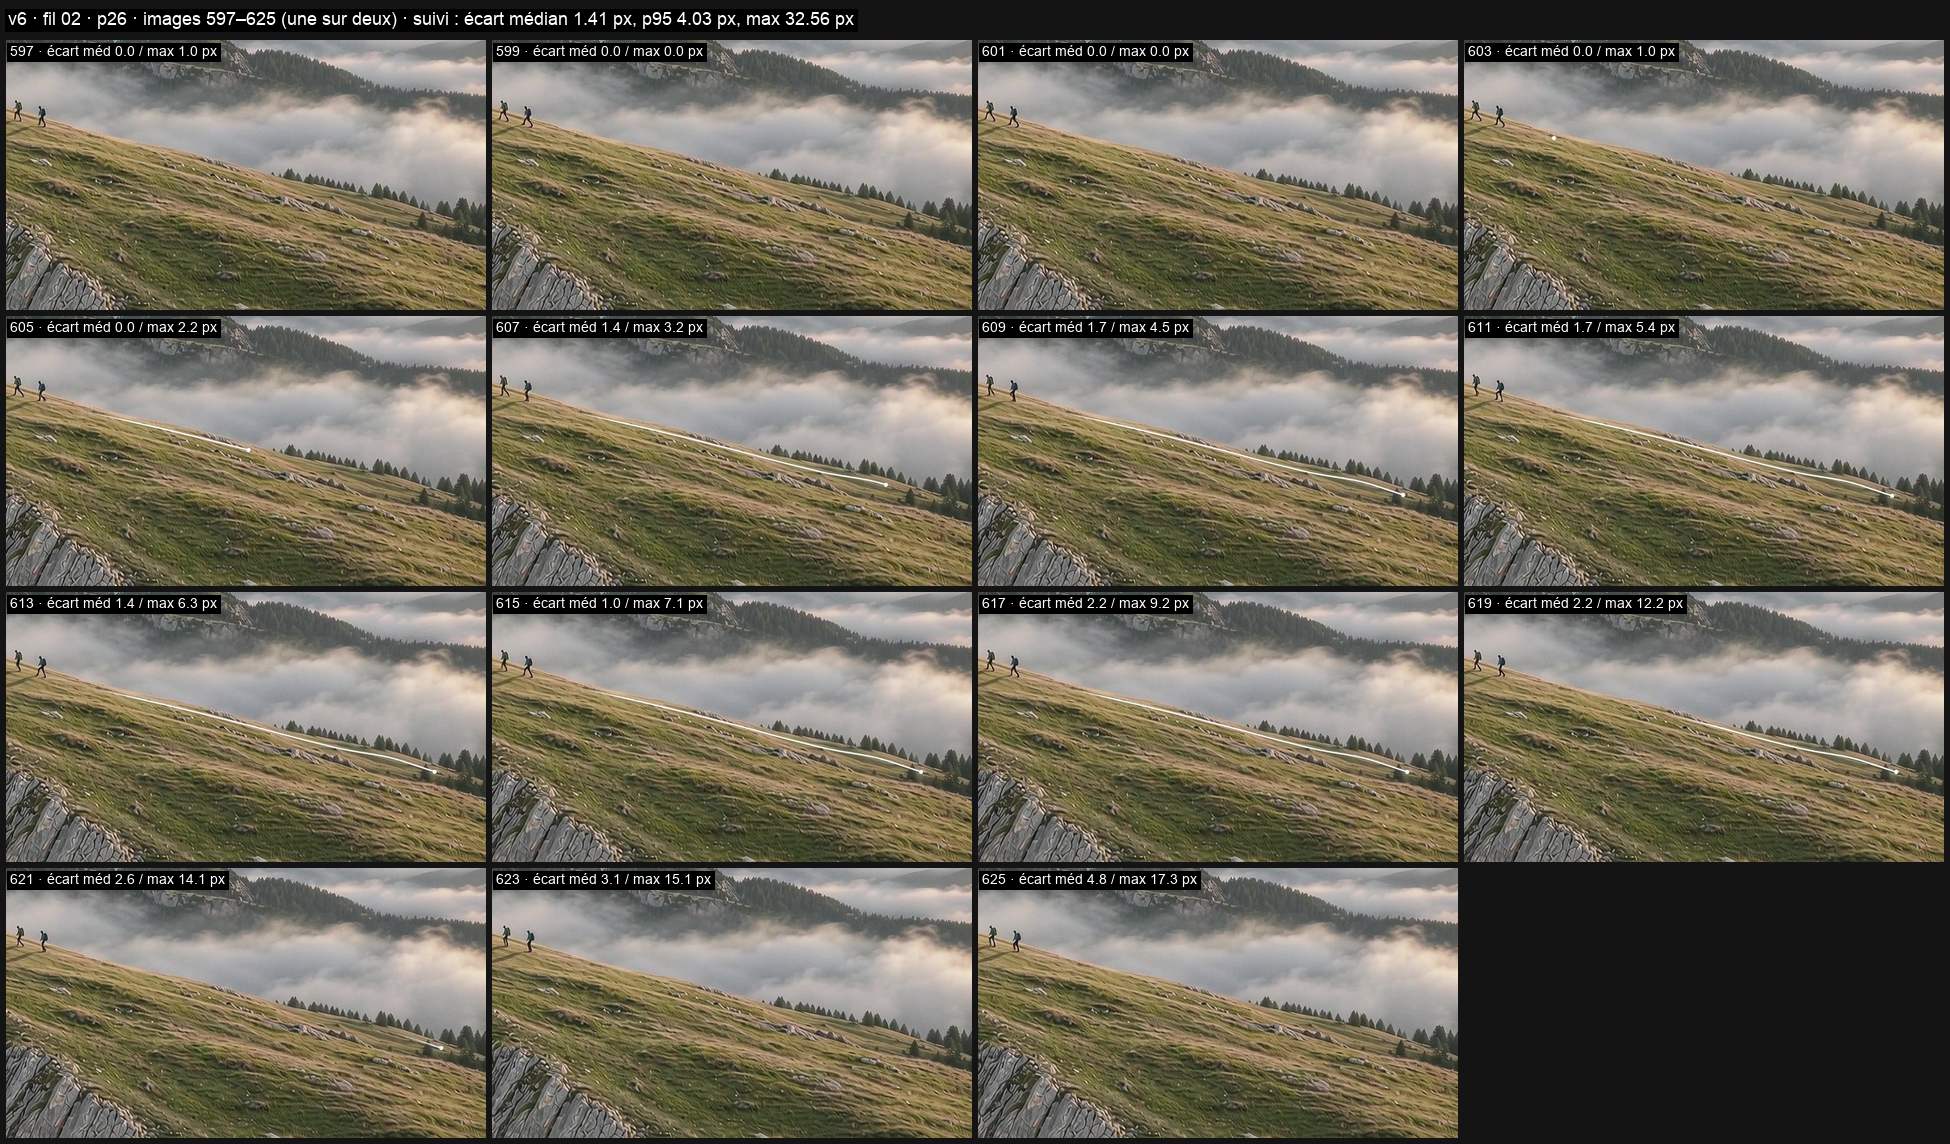 v6 · fil 02 · p26 · images 597–625 (une sur deux) · suivi : écart médian 1.41 px, p95 4.03 px, max 32.56 px
597 · écart méd 0.0 / max 1.0 px
599 · écart méd 0.0 / max 0.0 px
601 · écart méd 0.0 / max 0.0 px
603 · écart méd 0.0 / max 1.0 px
605 · écart méd 0.0 / max 2.2 px
607 · écart méd 1.4 / max 3.2 px
609 · écart méd 1.7 / max 4.5 px
611 · écart méd 1.7 / max 5.4 px
613 · écart méd 1.4 / max 6.3 px
615 · écart méd 1.0 / max 7.1 px
617 · écart méd 2.2 / max 9.2 px
619 · écart méd 2.2 / max 12.2 px
621 · écart méd 2.6 / max 14.1 px
623 · écart méd 3.1 / max 15.1 px
625 · écart méd 4.8 / max 17.3 px